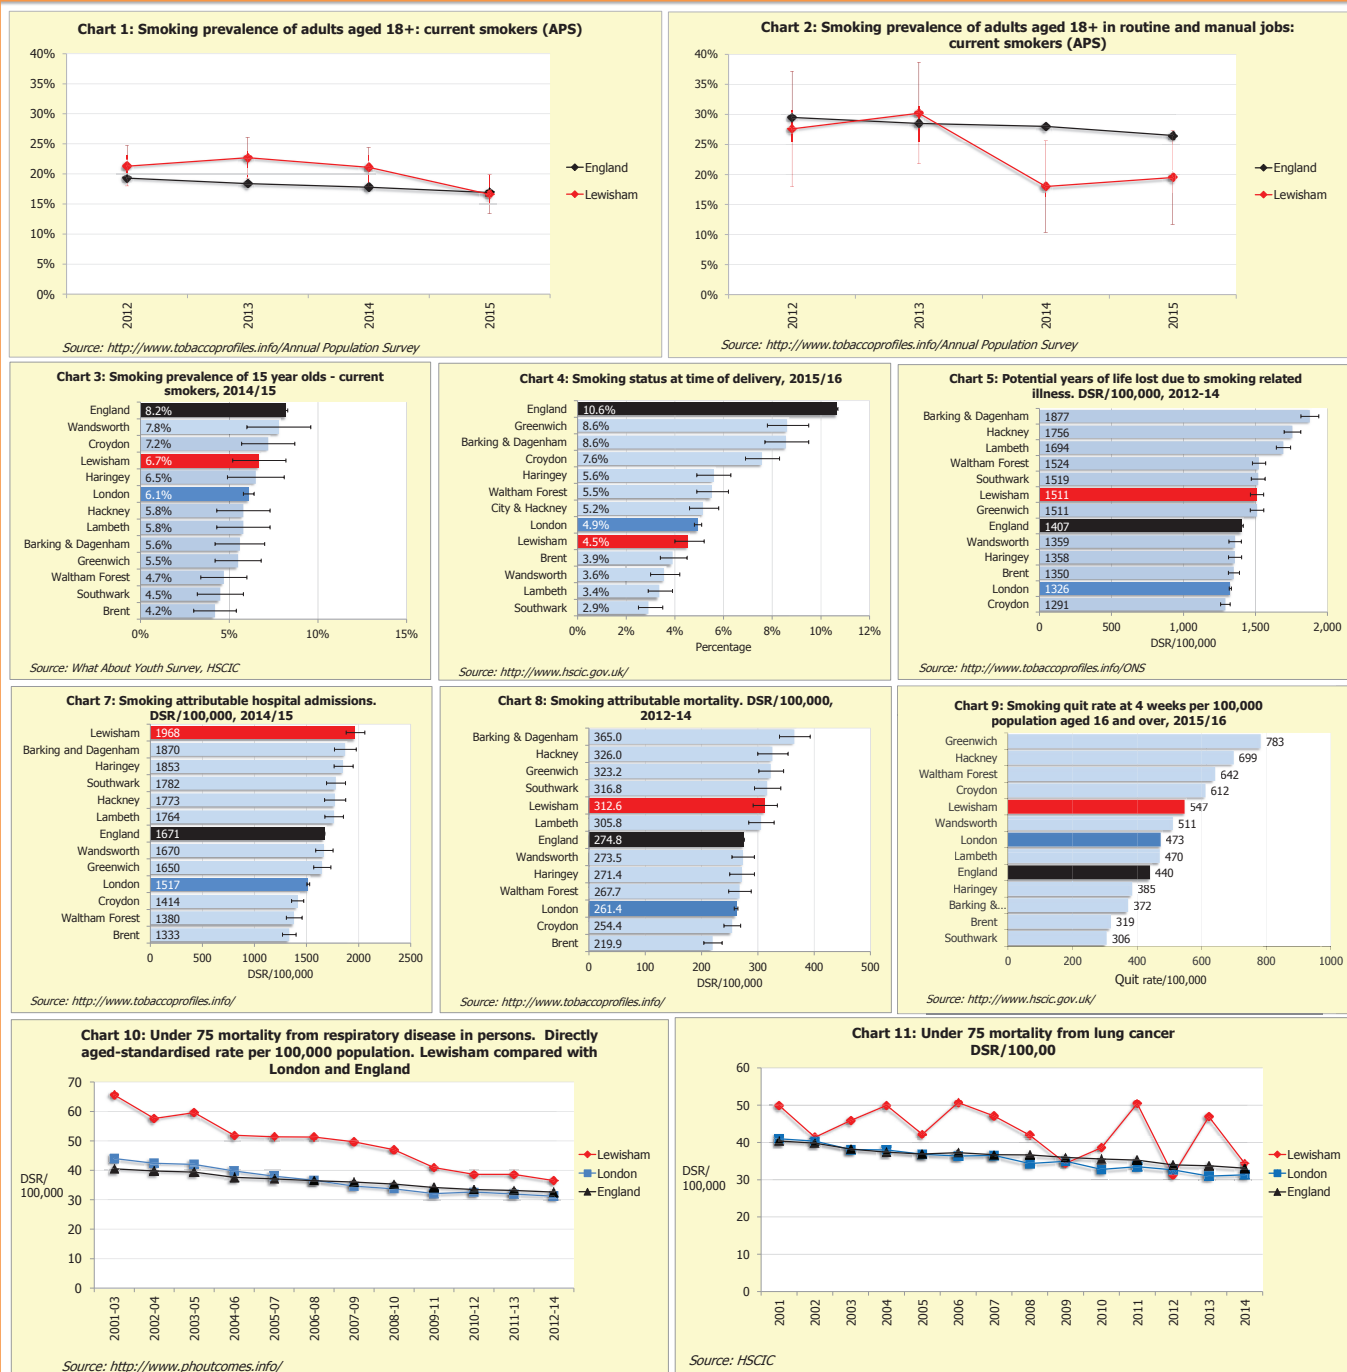 Chart 1: Smoking prevalence of adults aged 18+: current smokers (APS)
40%
35%
30%
25%
20%
15%
10%
5%
0%
2012
2013
2014
2015
England
Lewisham
Source: http://www.tobaccoprofiles.info/Annual Population Survey
Chart 2: Smoking prevalence of adults aged 18+ in routine and manual jobs:
current smokers (APS)
40%
35%
30%
25%
20%
15%
10%
5%
0%
2012
2013
2014
2015
England
Lewisham
Source: http://www.tobaccoprofiles.info/Annual Population Survey
Chart 3: Smoking prevalence of 15 year olds - current
smokers, 2014/15
England 8.2%
Wandsworth 7.8%
Croydon 7.2%
Lewisham 6.7%
Haringey 6.5%
London 6.1%
Hackney 5.8%
Lambeth 5.8%
Barking & Dagenham 5.6%
Greenwich 5.5%
Waltham Forest 4.7%
Southwark 4.5%
Brent 4.2%
0% 5% 10% 15%
Source: What About Youth Survey, HSCIC
Chart 4: Smoking status at time of delivery, 2015/16
England 10.6%
Greenwich 8.6%
Barking & Dagenham 8.6%
Croydon 7.6%
Haringey 5.6%
Waltham Forest 5.5%
City & Hackney 5.2%
London 4.9%
Lewisham 4.5%
Brent 3.9%
Wandsworth 3.6%
Lambeth 3.4%
Southwark 2.9%
0% 2% 4% 6% 8% 10% 12%
Percentage
Source: http://www.hscic.gov.uk/
Chart 5: Potential years of life lost due to smoking related
illness. DSR/100,000, 2012-14
Barking & Dagenham 1877
Hackney 1756
Lambeth 1694
Waltham Forest 1524
Southwark 1519
Lewisham 1511
Greenwich 1511
England 1407
Wandsworth 1359
Haringey 1358
Brent 1350
London 1326
Croydon 1291
0 500 1,000 1,500 2,000
DSR/100,000
Source: http://www.tobaccoprofiles.info/ONS
Chart 7: Smoking attributable hospital admissions.
DSR/100,000, 2014/15
Lewisham 1968
Barking and Dagenham 1870
Haringey 1853
Southwark 1782
Hackney 1773
Lambeth 1764
England 1671
Wandsworth 1670
Greenwich 1650
London 1517
Croydon 1414
Waltham Forest 1380
Brent 1333
0 500 1000 1500 2000 2500
DSR/100,000
Source: http://www.tobaccoprofiles.info/
Chart 8: Smoking attributable mortality. DSR/100,000,
2012-14
Barking & Dagenham 365.0
Hackney 326.0
Greenwich 323.2
Southwark 316.8
Lewisham 312.6
Lambeth 305.8
England 274.8
Wandsworth 273.5
Haringey 271.4
Waltham Forest 267.7
London 261.4
Croydon 254.4
Brent 219.9
0 100 200 300 400 500
DSR/100,000
Source: http://www.tobaccoprofiles.info/
Chart 9: Smoking quit rate at 4 weeks per 100,000
population aged 16 and over, 2015/16
Greenwich 783
Hackney 699
Waltham Forest 642
Croydon 612
Lewisham 547
Wandsworth 511
London 473
Lambeth 470
England 440
Haringey 385
Barking &... 372
Brent 319
Southwark 306
0 200 400 600 800 1000
Quit rate/100,000
Source: http://www.hscic.gov.uk/
Chart 10: Under 75 mortality from respiratory disease in persons. Directly
aged-standardised rate per 100,000 population. Lewisham compared with
London and England
70
60
50
40
30
20
10
0
DSR/
100,000
2001-03
2002-04
2003-05
2004-06
2005-07
2006-08
2007-09
2008-10
2009-11
2010-12
2011-13
2012-14
Lewisham
London
England
Source: http://www.phoutcomes.info/
Chart 11: Under 75 mortality from lung cancer
DSR/100,00
60
50
40
30
20
10
0
DSR/
100,000
2001
2002
2003
2004
2005
2006
2007
2008
2009
2010
2011
2012
2013
2014
Lewisham
London
England
Source: HSCIC